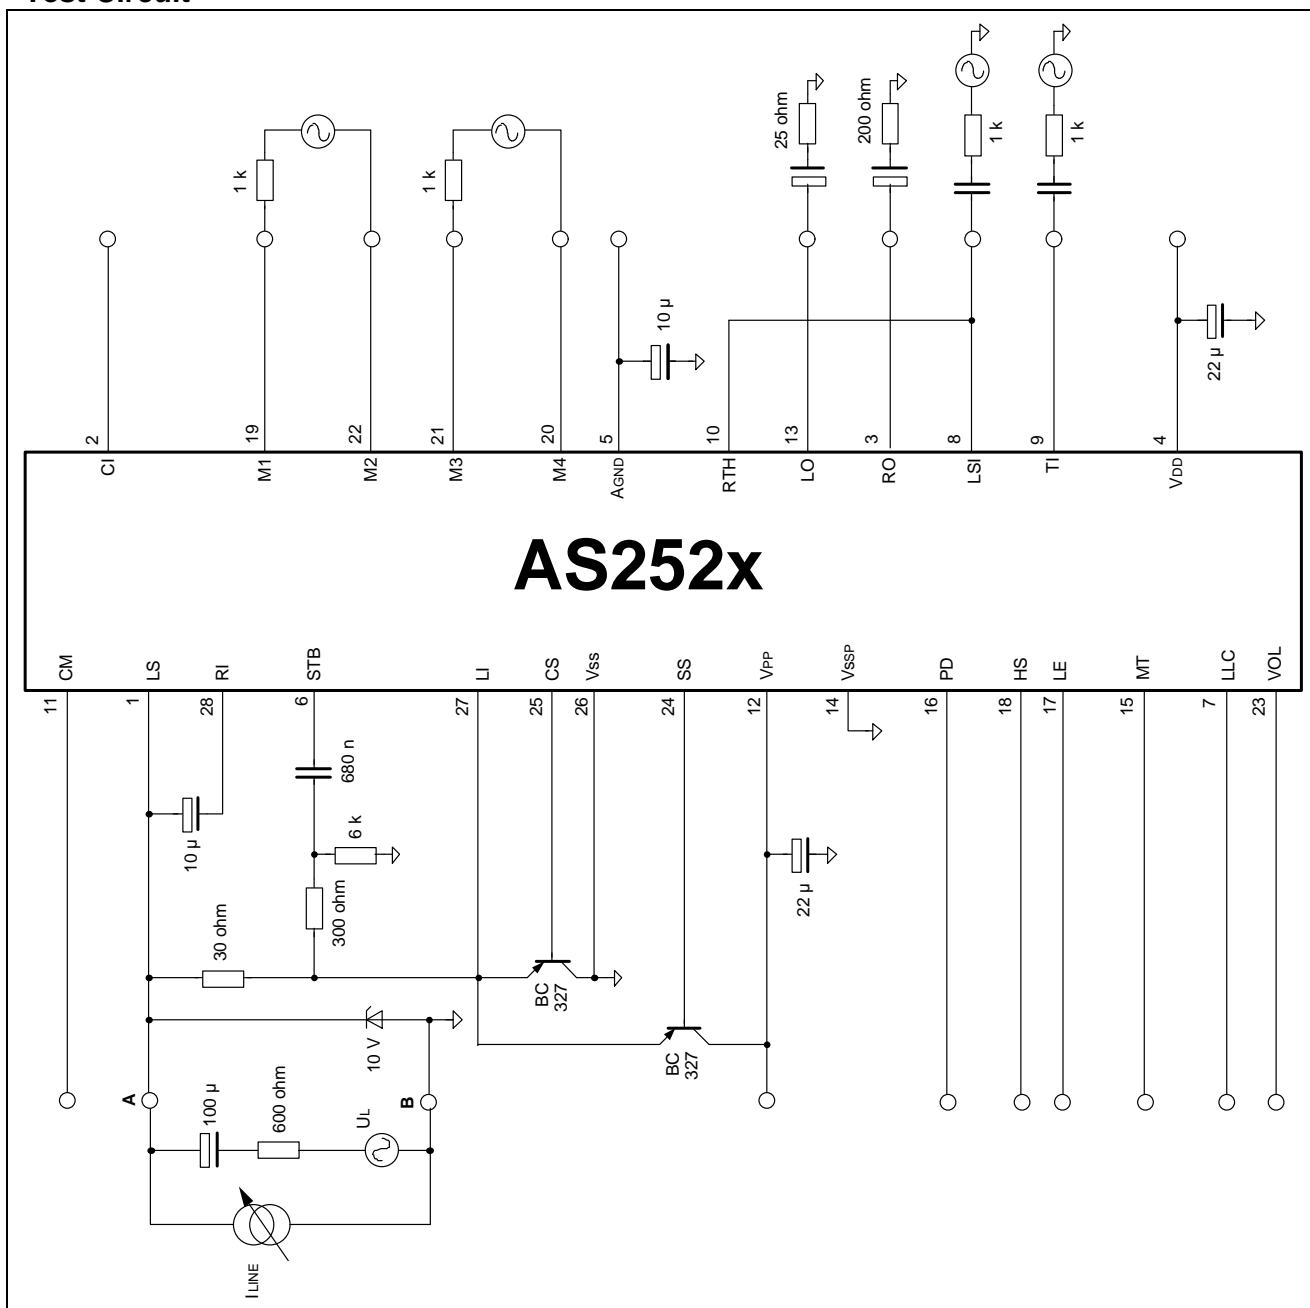 Test Circuit
25 ohm
200 ohm
1 k
1 k
1 k
1 k
10 µ
22 µ
2
19
22
21
20
5
10
13
3
8
9
4
CI
M1
M2
M3
M4
AGND
RTH
LO
RO
LSI
TI
VDD
AS252x
CM
LS
RI
STB
LI
CS
Vss
SS
VPP
VSSP
PD
HS
LE
MT
LLC
VOL
11
1
28
6
27
25
26
24
12
14
16
18
17
15
7
23
680 n
10 µ
6 k
22 µ
300 ohm
30 ohm
BC
327
BC
327
10 V
A
B
100 µ
600 ohm
UL
ILINE